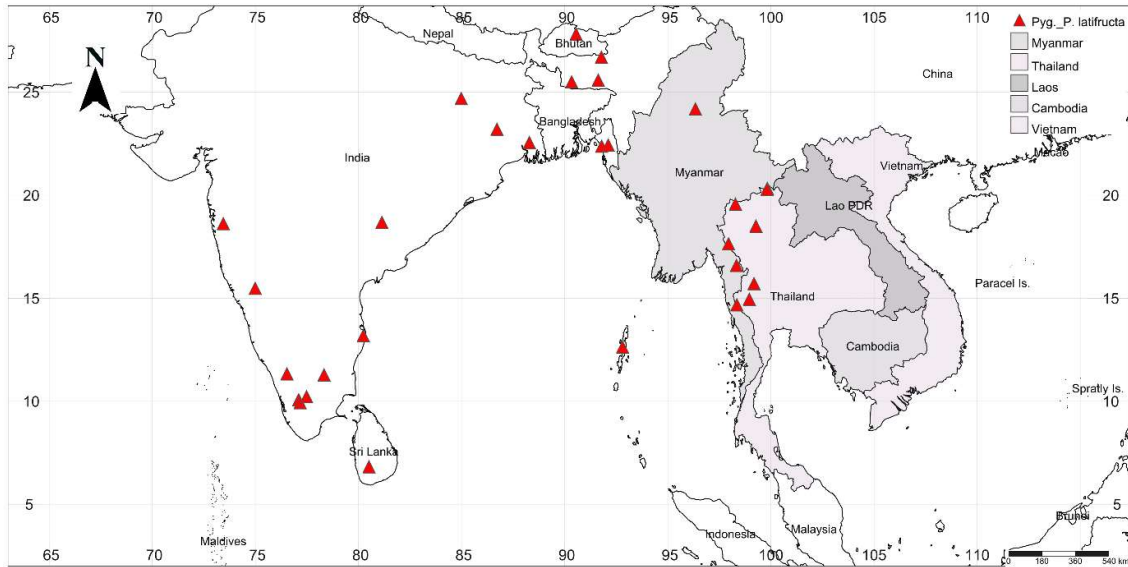 65 70 75 80 85 90 95 100 105 110
Nepal
Bhutan
N
China
25
Bangladesh
India
Myanmar
Vietnam
Macao
20
20
Lao PDR
Paracel Is.
15
15
Thailand
Cambodia
Spratly Is.
10
10
Sri Lanka
5
5
Maldives
Indonesia
Malaysia
Brunei
65 70 75 80 85 90 95 100 105 110
Pyg._P. latifructa
Myanmar
Thailand
Laos
Cambodia
Vietnam
0 180 360 540 km